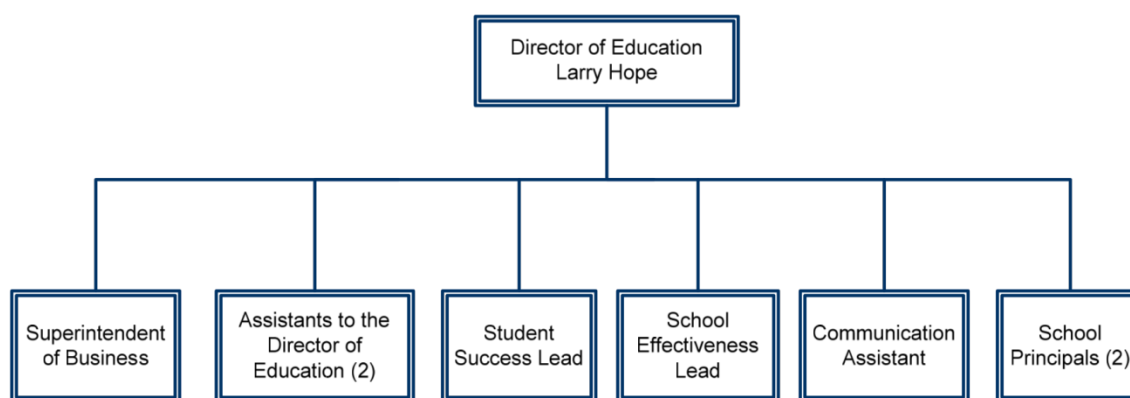 Director of Education
Larry Hope
Superintendent
of Business
Assistants to the
Director of
Education (2)
Student
Success Lead
School
Effectiveness
Lead
Communication
Assistant
School
Principals (2)